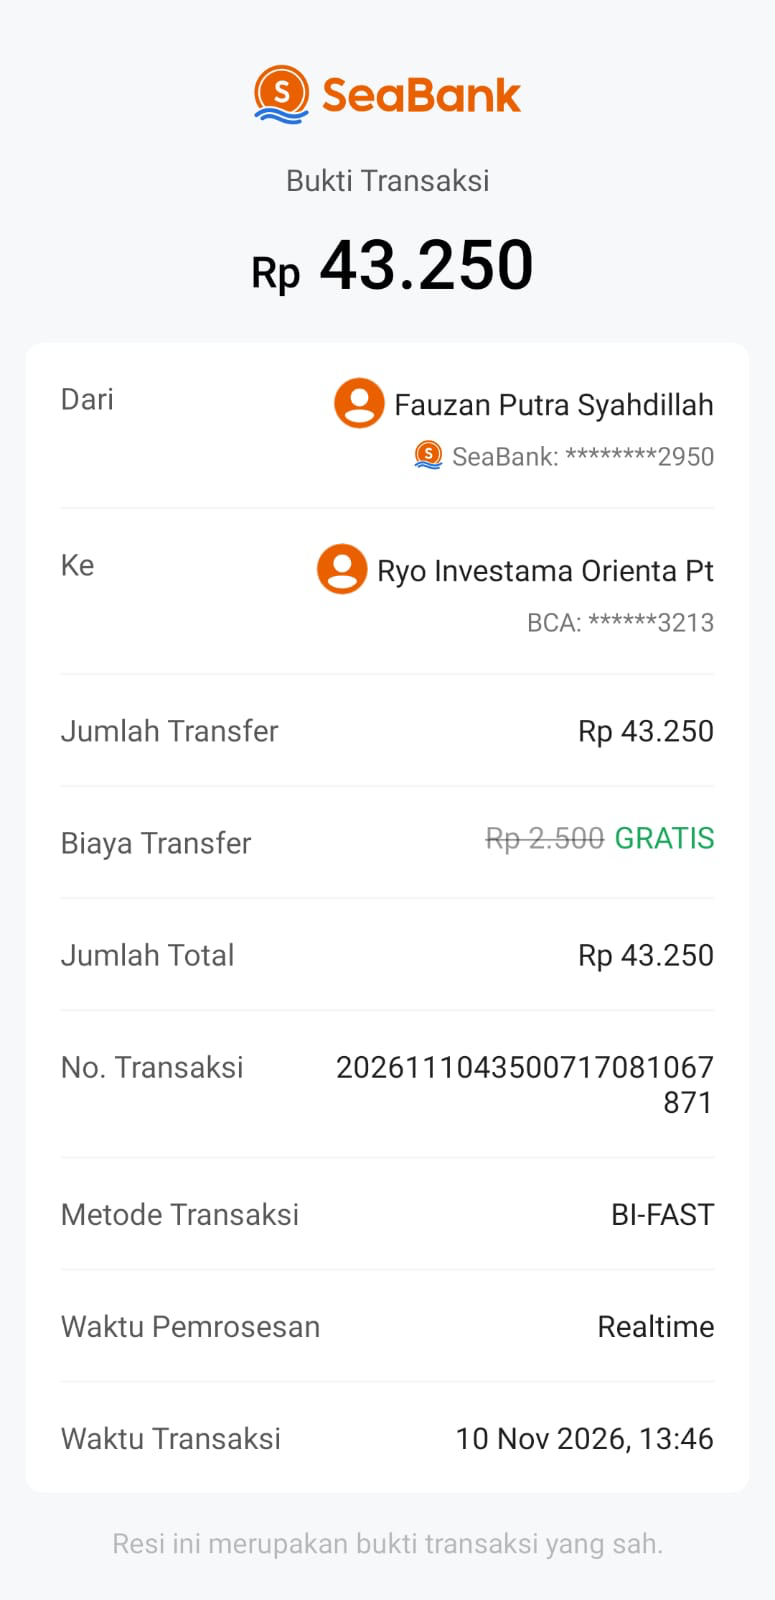 SeaBank
Bukti Transaksi
Rp 43.250
Dari
Fauzan Putra Syahdillah
SeaBank: ********2950
Ke
Ryo Investama Orienta Pt
BCA: ******3213
Jumlah Transfer
Rp 43.250
Biaya Transfer
Rp 2.500 GRATIS
Jumlah Total
Rp 43.250
No. Transaksi
2026111043500717081067
871
Metode Transaksi
BI-FAST
Waktu Pemrosesan
Realtime
Waktu Transaksi
10 Nov 2026, 13:46
Resi ini merupakan bukti transaksi yang sah.